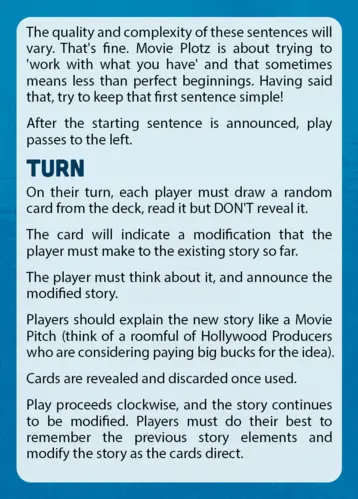 The quality and complexity of these sentences will
vary. That's fine. Movie Plotz is about trying to
'work with what you have' and that sometimes
means less than perfect beginnings. Having said
that, try to keep that first sentence simple!
After the starting sentence is announced, play
passes to the left.
TURN
On their turn, each player must draw a random
card from the deck, read it but DON'T reveal it.
The card will indicate a modification that the
player must make to the existing story so far.
The player must think about it, and announce the
modified story.
Players should explain the new story like a Movie
Pitch (think of a roomful of Hollywood Producers
who are considering paying big bucks for the idea).
Cards are revealed and discarded once used.
Play proceeds clockwise, and the story continues
to be modified. Players must do their best to
remember the previous story elements and
modify the story as the cards direct.